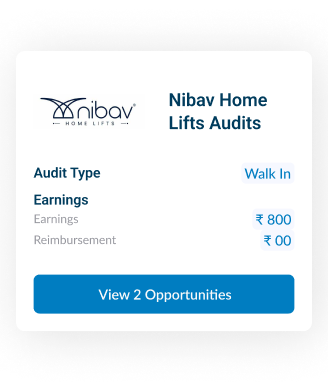 nibav
HOME LIFTS
Nibav Home
Lifts Audits
Audit Type
Walk In
Earnings
Earnings
₹ 800
Reimbursement
₹ 00
View 2 Opportunities